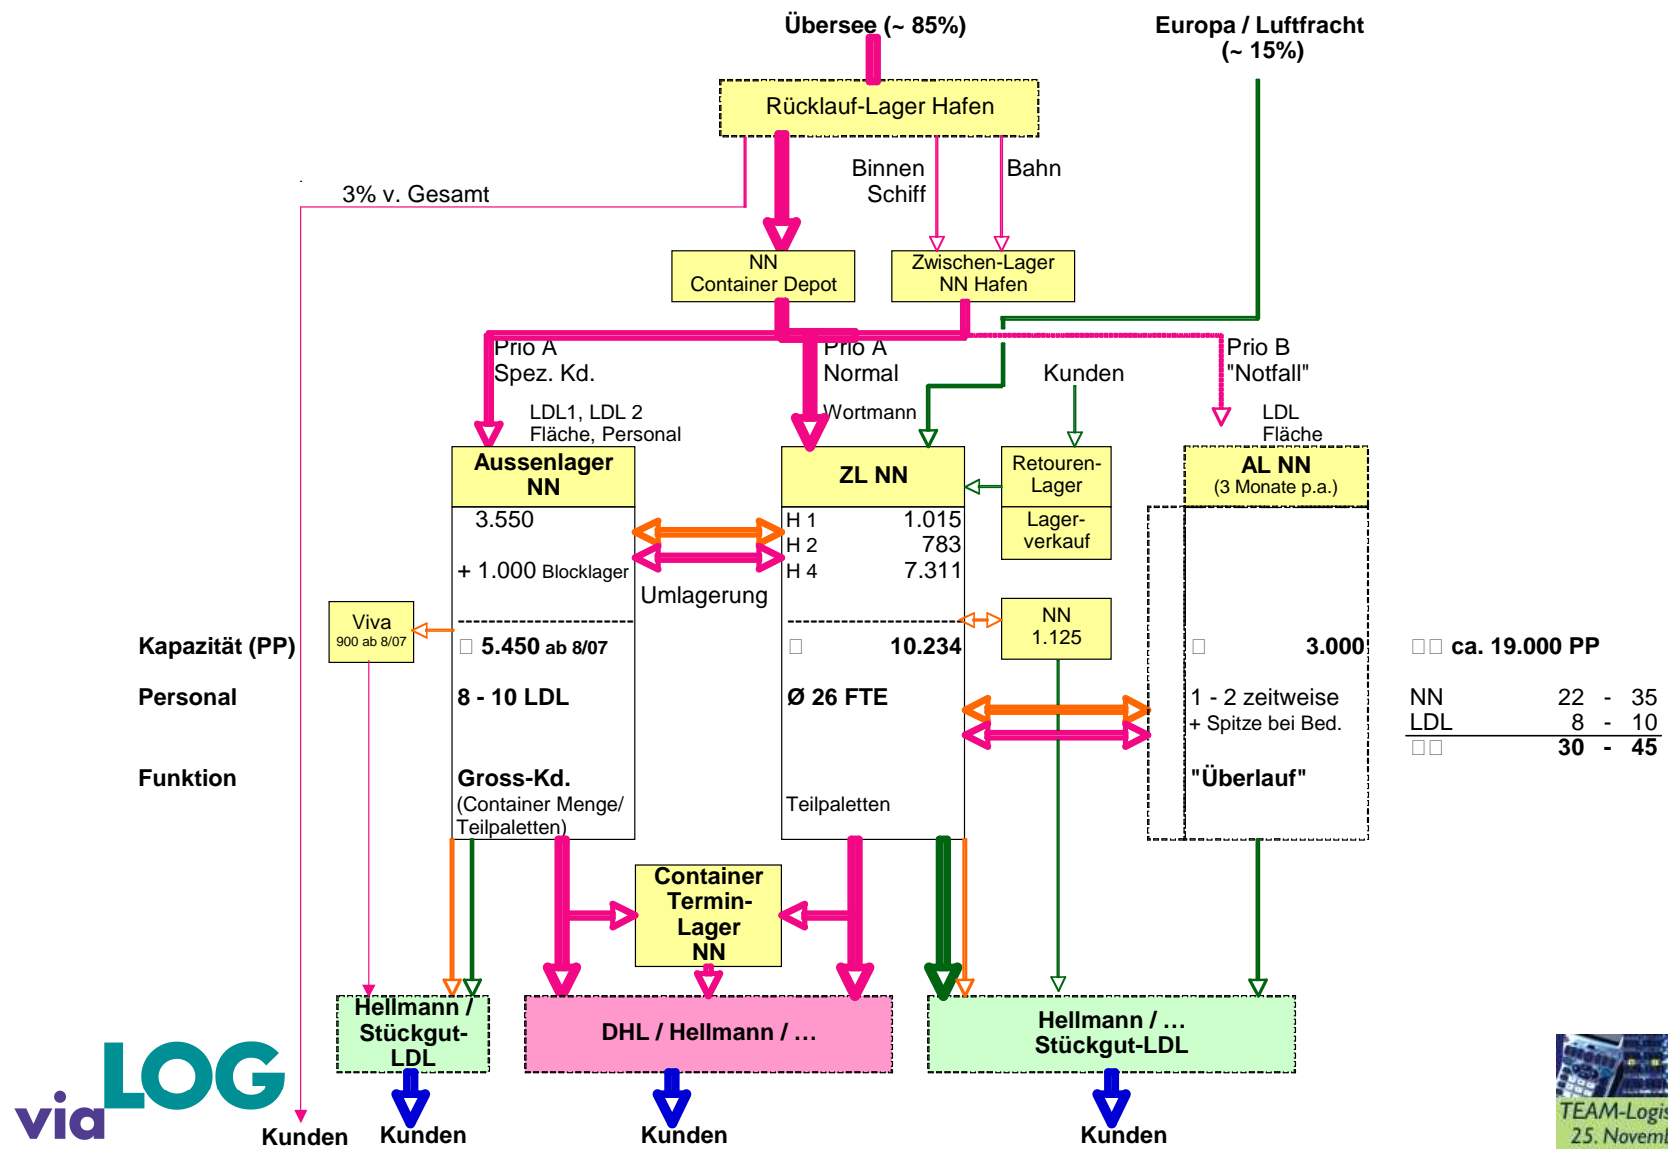 Übersee (~ 85%)
Europa / Luftfracht
(~ 15%)
Rücklauf-Lager Hafen
3% v. Gesamt
Binnen
Schiff
Bahn
NN
Container Depot
Zwischen-Lager
NN Hafen
Prio A
Spez. Kd.
Prio A
Normal
Kunden
Prio B
"Notfall"
LDL1, LDL 2
Fläche, Personal
Wortmann
LDL
Fläche
Aussenlager
NN
ZL NN
Retouren-
Lager
AL NN
(3 Monate p.a.)
3.550
+ 1.000 Blocklager
H 1 1.015
H 2 783
H 4 7.311
Lager-
verkauf
Umlagerung
Viva
900 ab 8/07
NN
1.125
Kapazität (PP)
5.450 ab 8/07
10.234
3.000
ca. 19.000 PP
Personal
8 - 10 LDL
Ø 26 FTE
1 - 2 zeitweise
+ Spitze bei Bed.
NN 22 - 35
LDL 8 - 10
30 - 45
Funktion
Gross-Kd.
(Container Menge/
Teilpaletten)
Teilpaletten
"Überlauf"
Container
Termin-
Lager
NN
Hellmann /
Stückgut-
LDL
DHL / Hellmann / …
Hellmann / …
Stückgut-LDL
via LOG
Kunden
Kunden
Kunden
Kunden
TEAM-Logis
25. Novemb